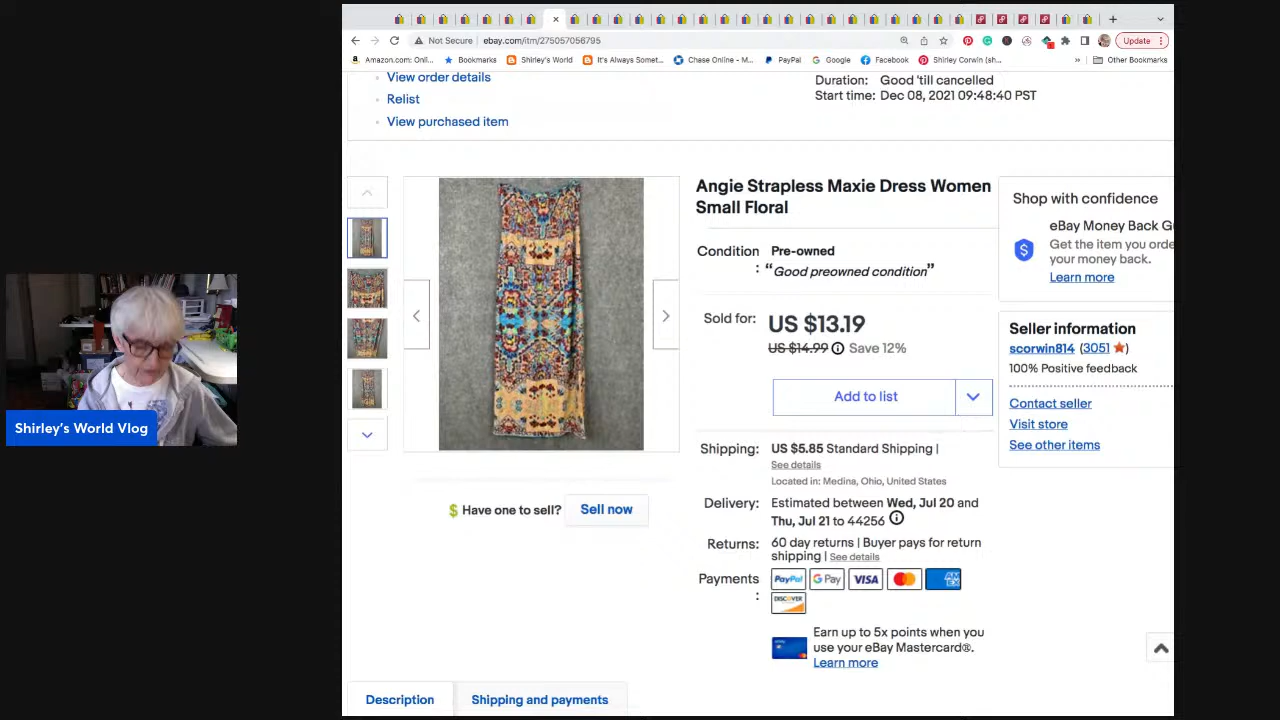 Update
Not Secure | ebay.com/itm/275057056795
Amazon.com: Onli...
Bookmarks
Shirley's World
It's Always Somet...
Chase Online - M...
PayPal
Google
Facebook
Shirley Corwin (sh...
»
Other Bookmarks
View order details
Relist
View purchased item
Duration: Good 'till cancelled
Start time: Dec 08, 2021 09:48:40 PST
Angie Strapless Maxie Dress Women
Small Floral
Condition : Pre-owned
“Good preowned condition”
Sold for: US $13.19
US $14.99 Save 12%
Add to list
Shipping: US $5.85 Standard Shipping |
See details
Located in: Medina, Ohio, United States
Delivery: Estimated between Wed, Jul 20 and
Thu, Jul 21 to 44256
Returns: 60 day returns | Buyer pays for return
shipping | See details
Payments :
PayPal
G Pay
VISA
AMEX
DISCOVER
Earn up to 5x points when you
use your eBay Mastercard®.
Learn more
Shop with confidence
eBay Money Back G
Get the item you orde
your money back.
Learn more
Seller information
scorwin814 (3051 )
100% Positive feedback
Contact seller
Visit store
See other items
$ Have one to sell? Sell now
Description
Shipping and payments
Shirley's World Vlog